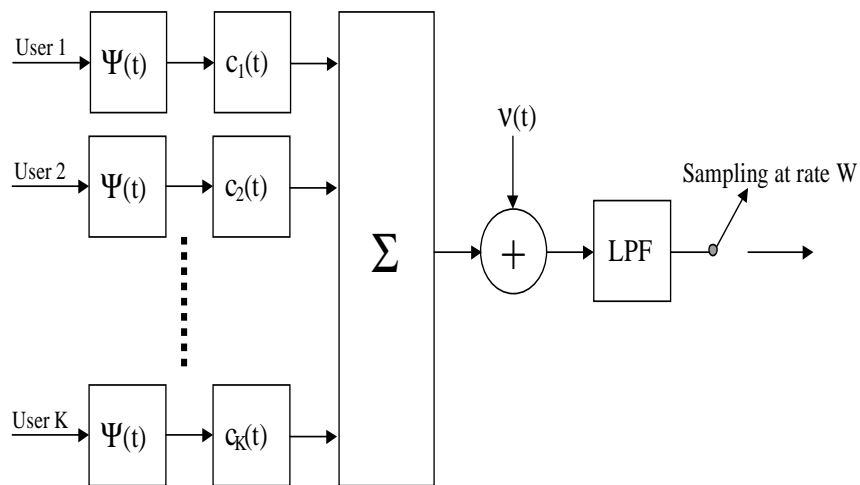 User 1
Ψ(t)
c₁(t)
User 2
Ψ(t)
c₂(t)
User K
Ψ(t)
cK(t)
Σ
ν(t)
+
LPF
Sampling at rate W